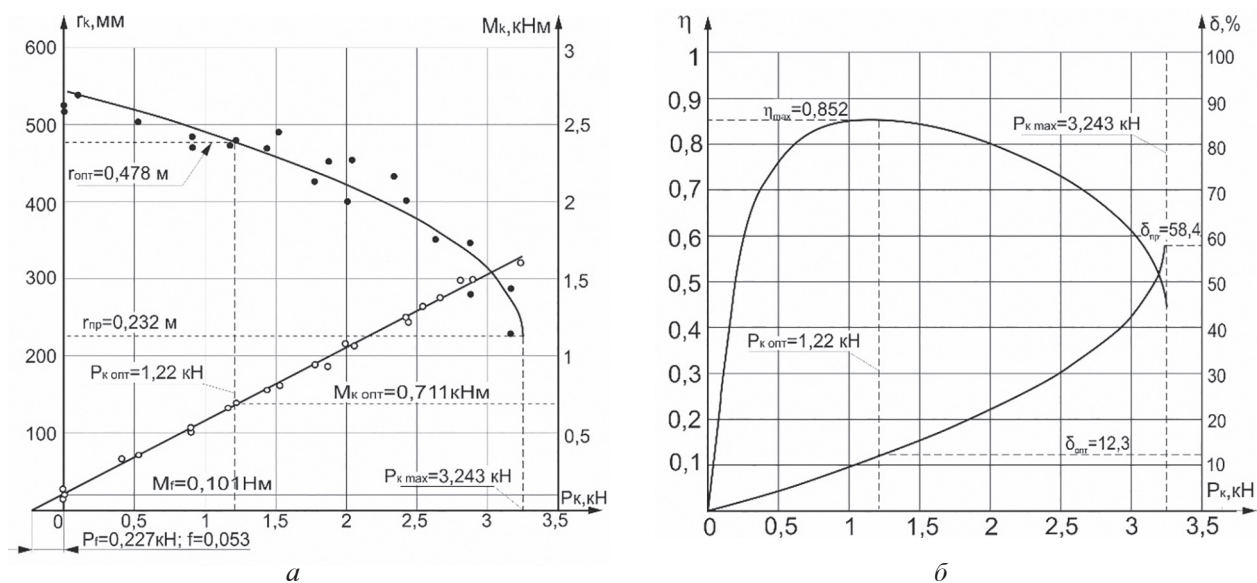 rₖ,мм
Mₖ,кНм
600
500
400
300
200
100
3
2,5
2
1,5
1
0,5
rопт=0,478 м
rпр=0,232 м
Pк опт=1,22 кН
Mк опт=0,711кНм
Mf=0,101Нм
Pк max=3,243 кН
Pк,кН
0
0,5
1
1,5
2
2,5
3
3,5
Pf=0,227кН; f=0,053
а
η
δ,%
1
0,9
0,8
0,7
0,6
0,5
0,4
0,3
0,2
0,1
100
90
80
70
60
50
40
30
20
10
ηmax=0,852
Pк max=3,243 кН
δпр=58,4
Pк опт=1,22 кН
δопт=12,3
Pк,кН
0
0,5
1
1,5
2
2,5
3
3,5
б